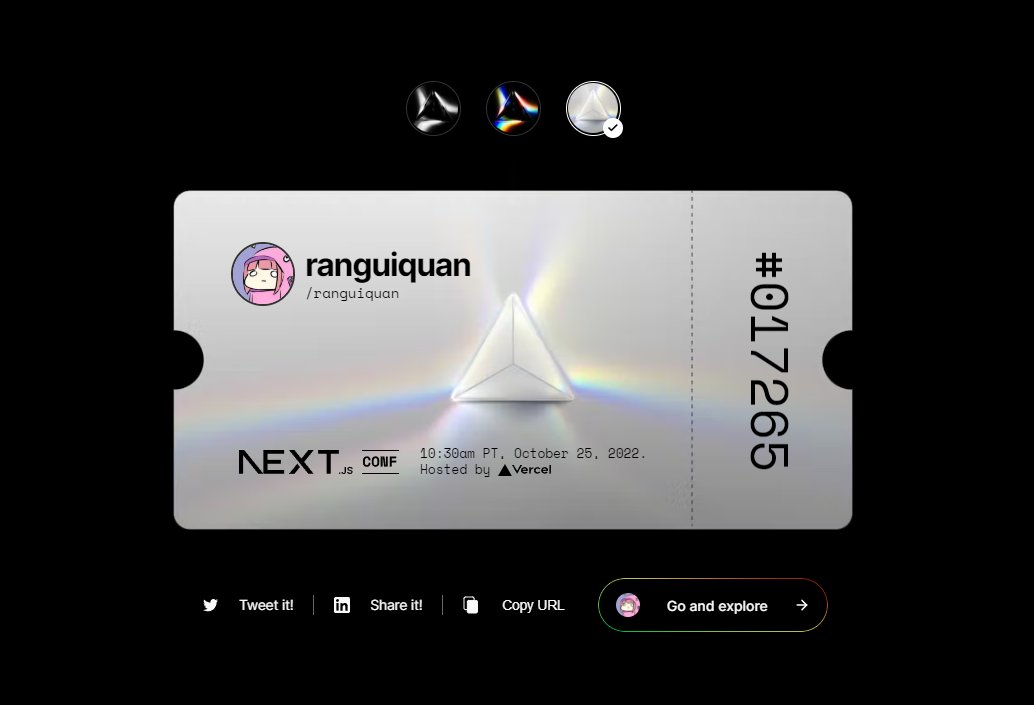 ranguiquan
/ranguiquan
#017265
NEXT.JS CONF
10:30am PT, October 25, 2022.
Hosted by Vercel
Tweet it!
Share it!
Copy URL
Go and explore